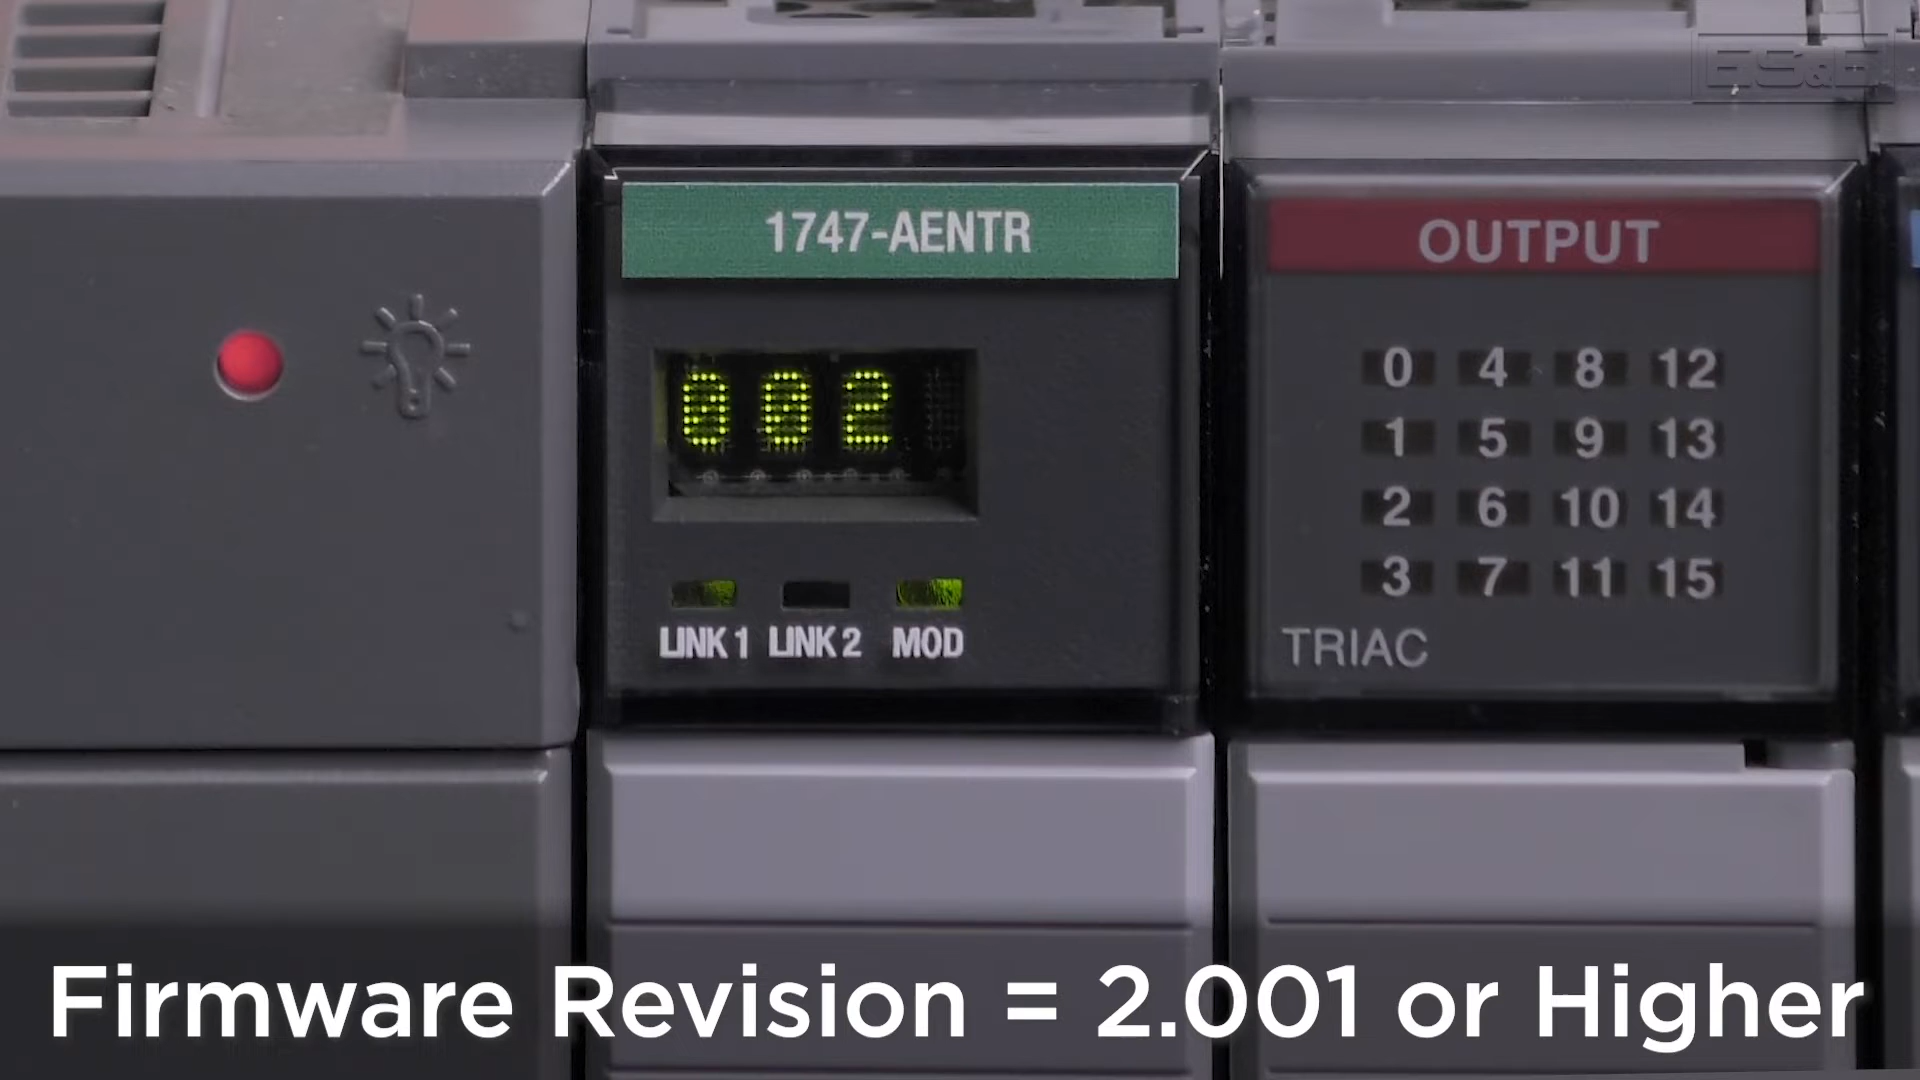 E.S&E
1747-AENTR
002
LINK 1 LINK 2 MOD
OUTPUT
0 4 8 12
1 5 9 13
2 6 10 14
3 7 11 15
TRIAC
Firmware Revision = 2.001 or Higher